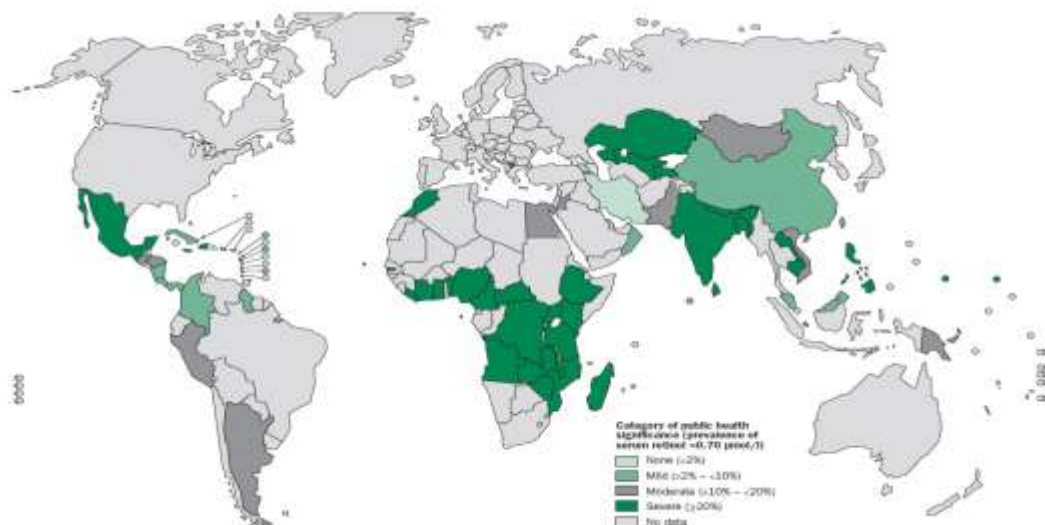 Category of public health
significance (prevalence of
serum retinol <0.70 µmol/l)
None (<2%)
Mild (≥2% – <10%)
Moderate (≥10% – <20%)
Severe (≥20%)
No data